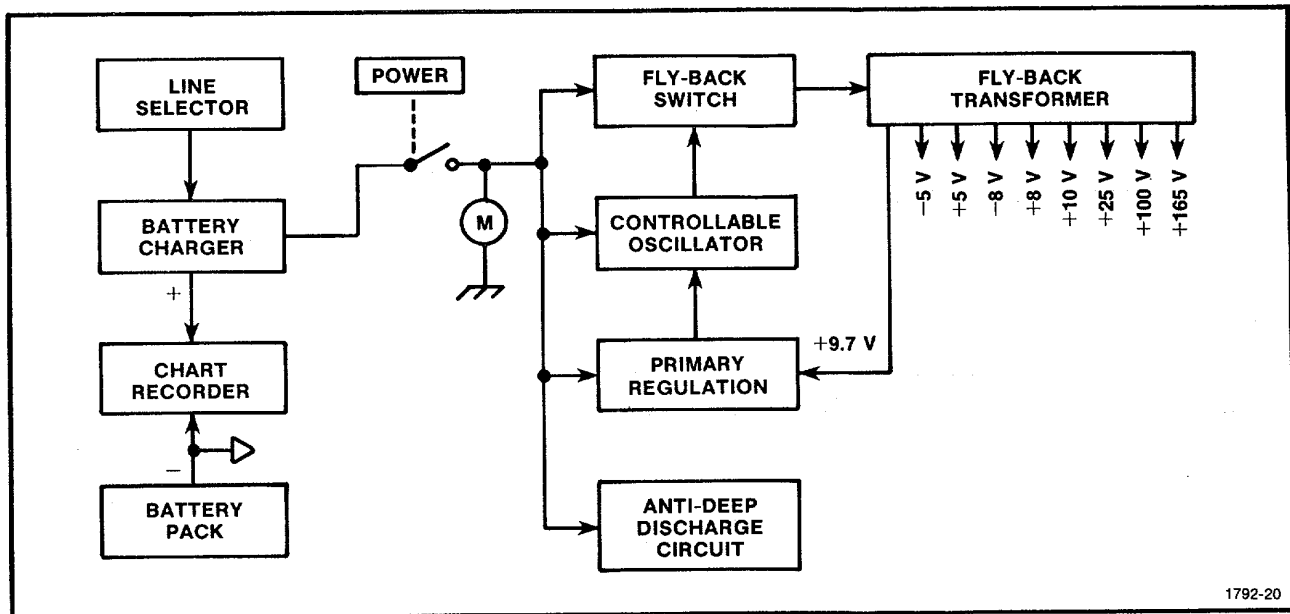 LINE
SELECTOR
POWER
FLY-BACK
SWITCH
FLY-BACK
TRANSFORMER
−5 V
+5 V
−8 V
+8 V
+10 V
+25 V
+100 V
+165 V
BATTERY
CHARGER
M
CONTROLLABLE
OSCILLATOR
+
CHART
RECORDER
PRIMARY
REGULATION
+9.7 V
−
BATTERY
PACK
ANTI-DEEP
DISCHARGE
CIRCUIT
1792-20